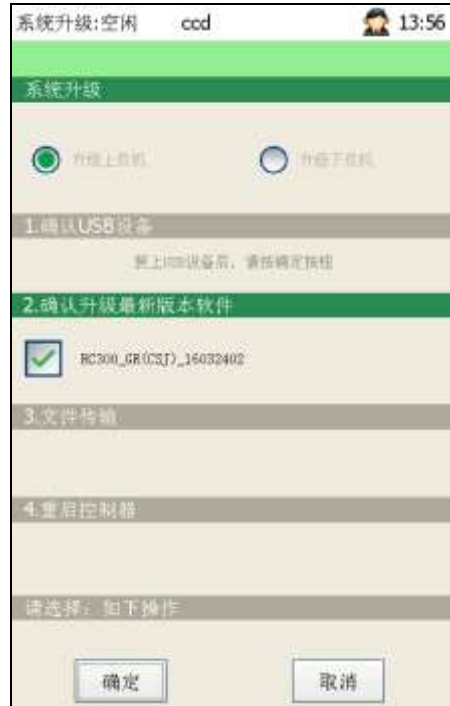 系统升级:空闲 ccd 13:56
系统升级
升级上位机 升级下位机
1.确认USB设备
插上USB设备后，请按确定按钮
2.确认升级最新版本软件
RC300_GR(CSJ)_16032402
3.文件传输
4.重启控制器
请选择：如下操作
确定 取消